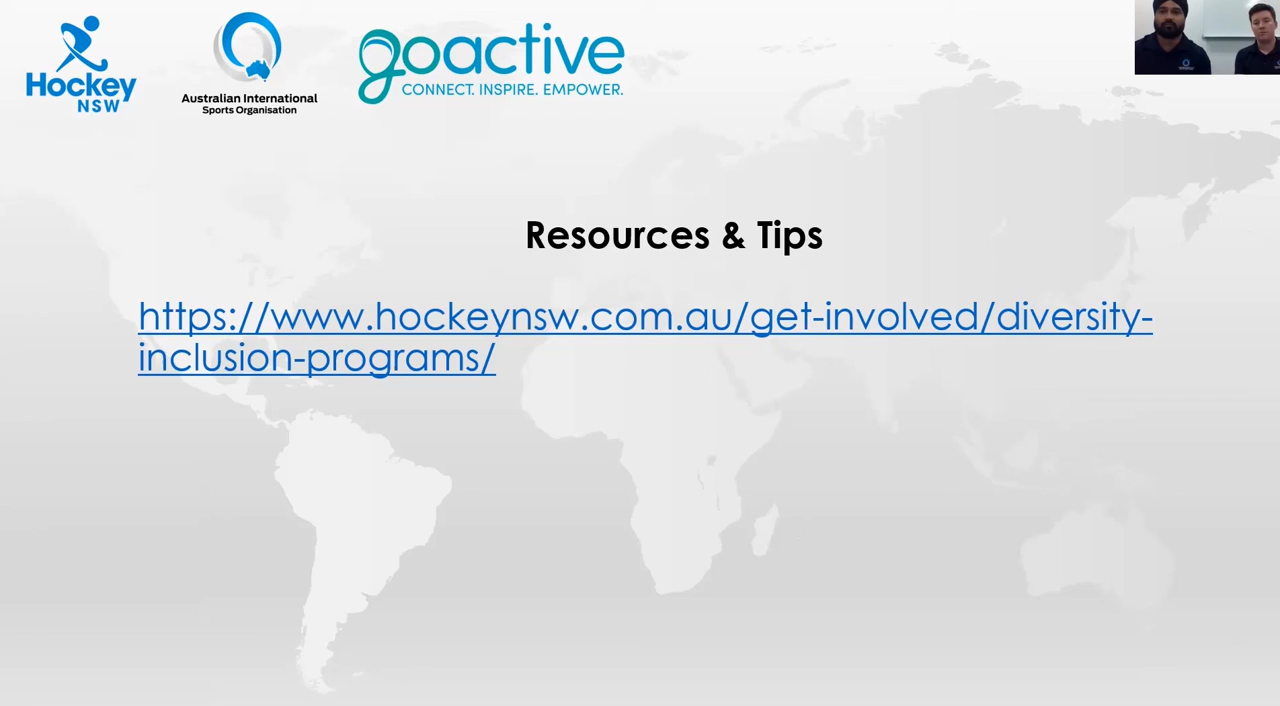 Hockey
NSW
Australian International
Sports Organisation
goactive
CONNECT. INSPIRE. EMPOWER.
Resources & Tips
https://www.hockeynsw.com.au/get-involved/diversity-
inclusion-programs/